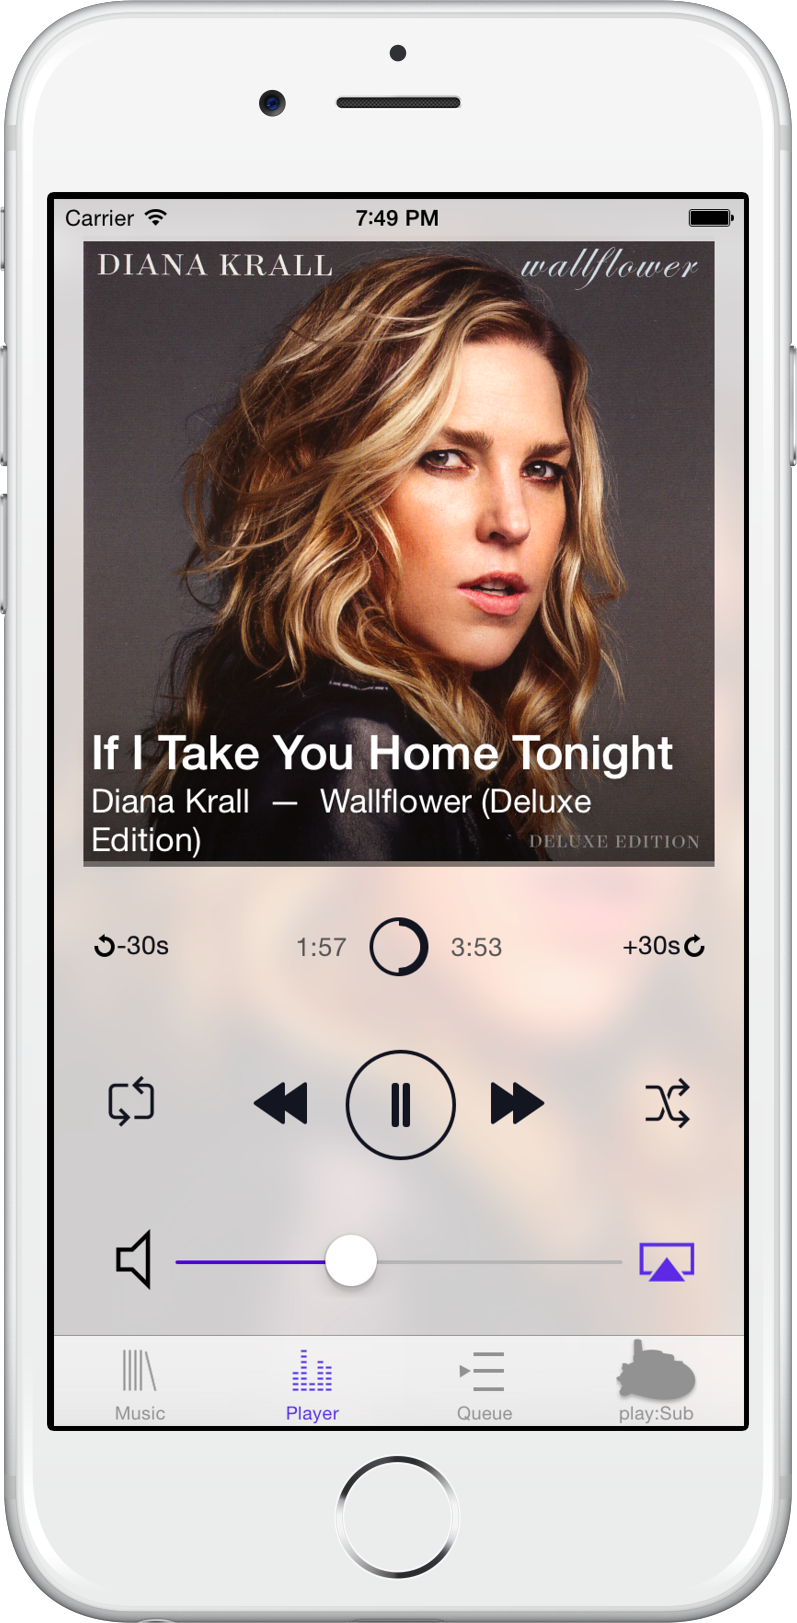 Carrier 7:49 PM
DIANA KRALL wallflower
If I Take You Home Tonight
Diana Krall — Wallflower (Deluxe
Edition)
DELUXE EDITION
-30s 1:57 3:53 +30s
Music Player Queue play:Sub